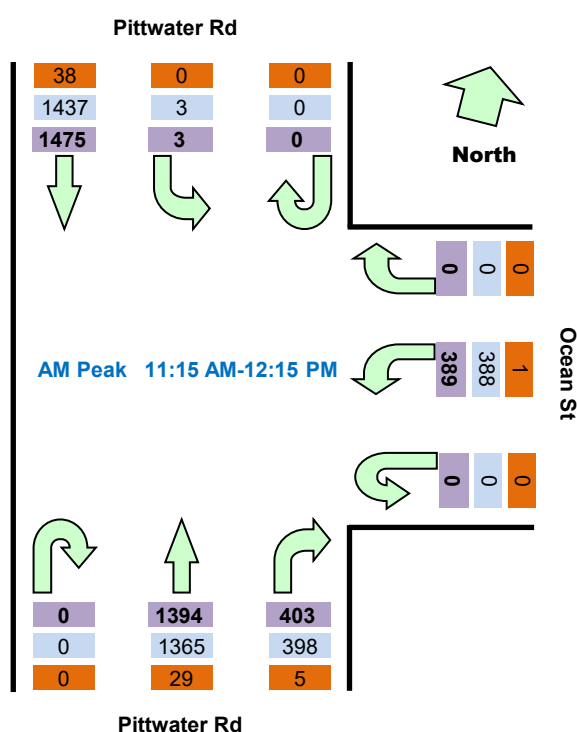 Pittwater Rd
38 0 0
1437 3 0
1475 3 0
North
0 0 0
Ocean St
AM Peak 11:15 AM-12:15 PM
389 388 1
0 0 0
0 1394 403
0 1365 398
0 29 5
Pittwater Rd